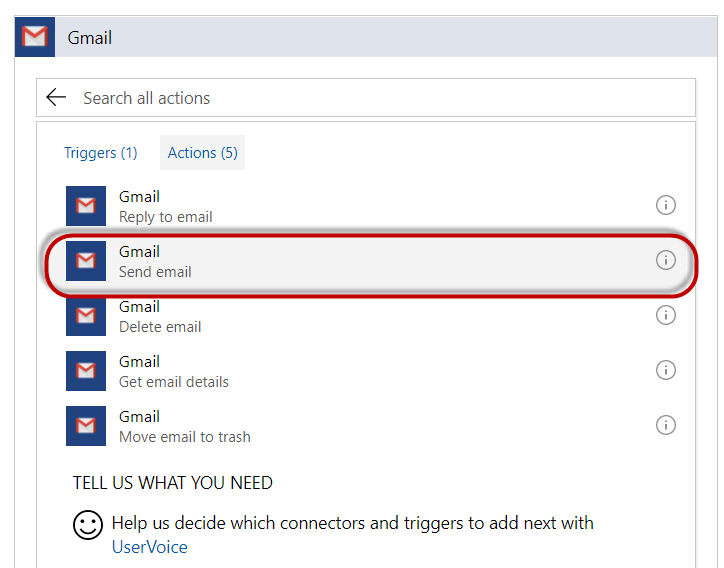 Gmail
Search all actions
Triggers (1) Actions (5)
Gmail
Reply to email
Gmail
Send email
Gmail
Delete email
Gmail
Get email details
Gmail
Move email to trash
TELL US WHAT YOU NEED
Help us decide which connectors and triggers to add next with
UserVoice